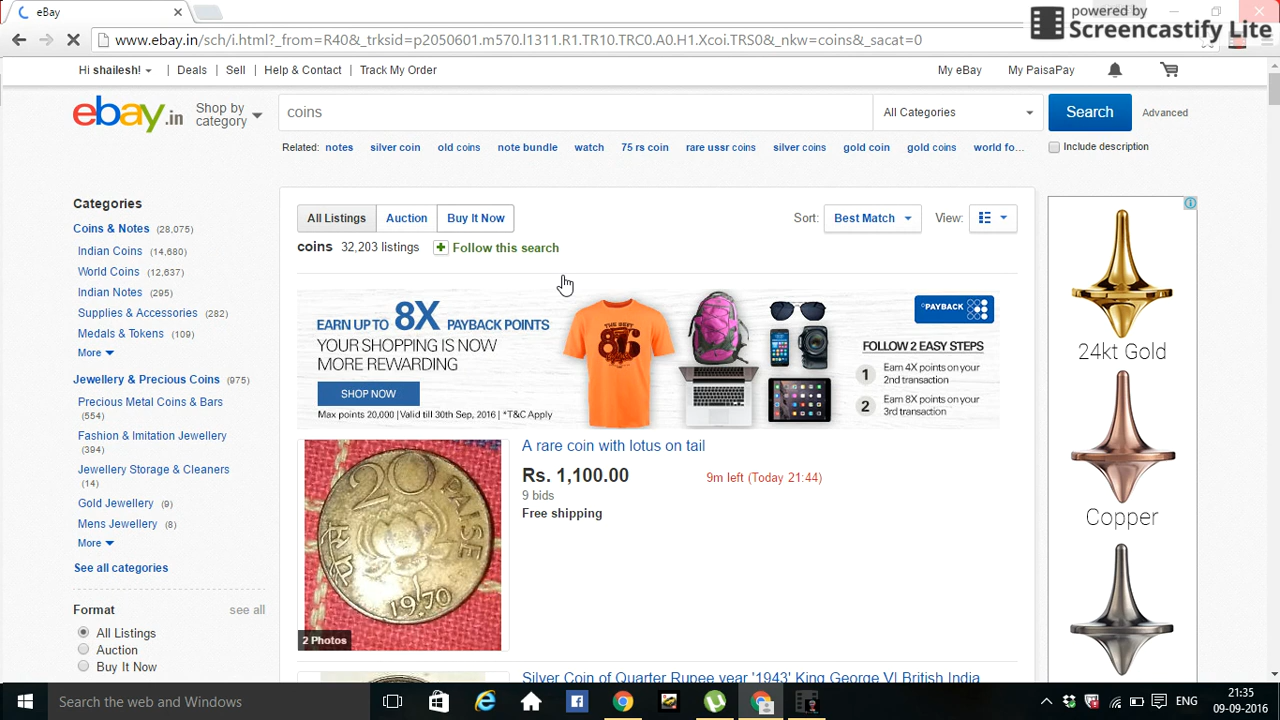 eBay
powered by
Screencastify Lite
www.ebay.in/sch/i.html?_from=R40&_trksid=p
1.TR10.TRC0.A0.H1.Xcoi.TRS0&_nkw=coins&_sacat=0
Hi shailesh! | Deals | Sell | Help & Contact | Track My Order
My eBay My PaisaPay
ebay.in
Shop by category
coins
All Categories
Search
Advanced
Related: notes silver coin old coins note bundle watch 75 rs coin rare ussr coins silver coins gold coin gold coins world fo...
Include description
Categories
Coins & Notes (28,075)
Indian Coins (14,680)
World Coins (12,637)
Indian Notes (295)
Supplies & Accessories (282)
Medals & Tokens (109)
More
Jewellery & Precious Coins (975)
Precious Metal Coins & Bars
(554)
Fashion & Imitation Jewellery
(394)
Jewellery Storage & Cleaners
(14)
Gold Jewellery (9)
Mens Jewellery (8)
More
See all categories
Format see all
All Listings
Auction
Buy It Now
All Listings Auction Buy It Now
Sort: Best Match View:
coins 32,203 listings Follow this search
EARN UP TO 8X PAYBACK POINTS
YOUR SHOPPING IS NOW
MORE REWARDING
SHOP NOW
Max points 20,000 |Valid till 30th Sep, 2016 | *T&C Apply
THE BEST
86
PAYBACK
FOLLOW 2 EASY STEPS
1 Earn 4X points on your
2nd transaction
2 Earn 8X points on your
3rd transaction
20 PAISE
1970
2 Photos
A rare coin with lotus on tail
Rs. 1,100.00
9m left (Today 21:44)
9 bids
Free shipping
Silver Coin of Quarter Rupee year '1943' King George VI British India
24kt Gold
Copper
Search the web and Windows
ENG
21:35
09-09-2016